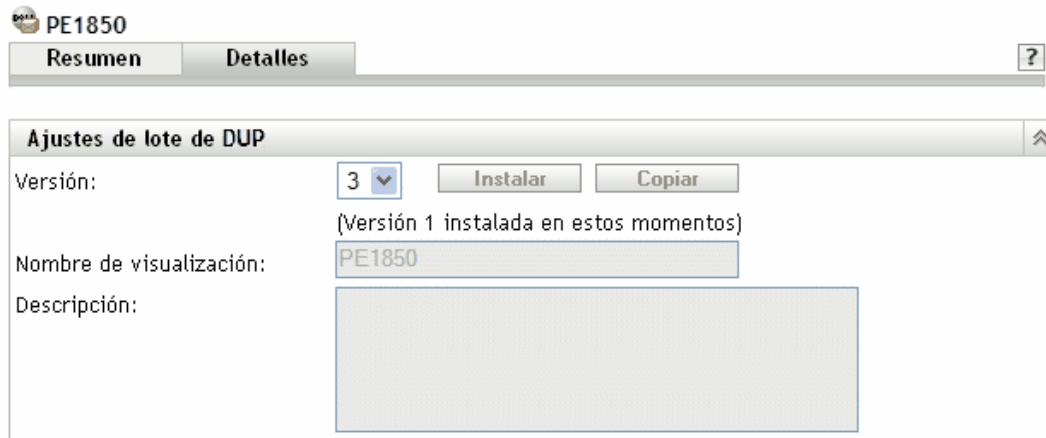 PE1850
Resumen Detalles ?
Ajustes de lote de DUP
Versión: 3 Instalar Copiar
(Versión 1 instalada en estos momentos)
Nombre de visualización: PE1850
Descripción: